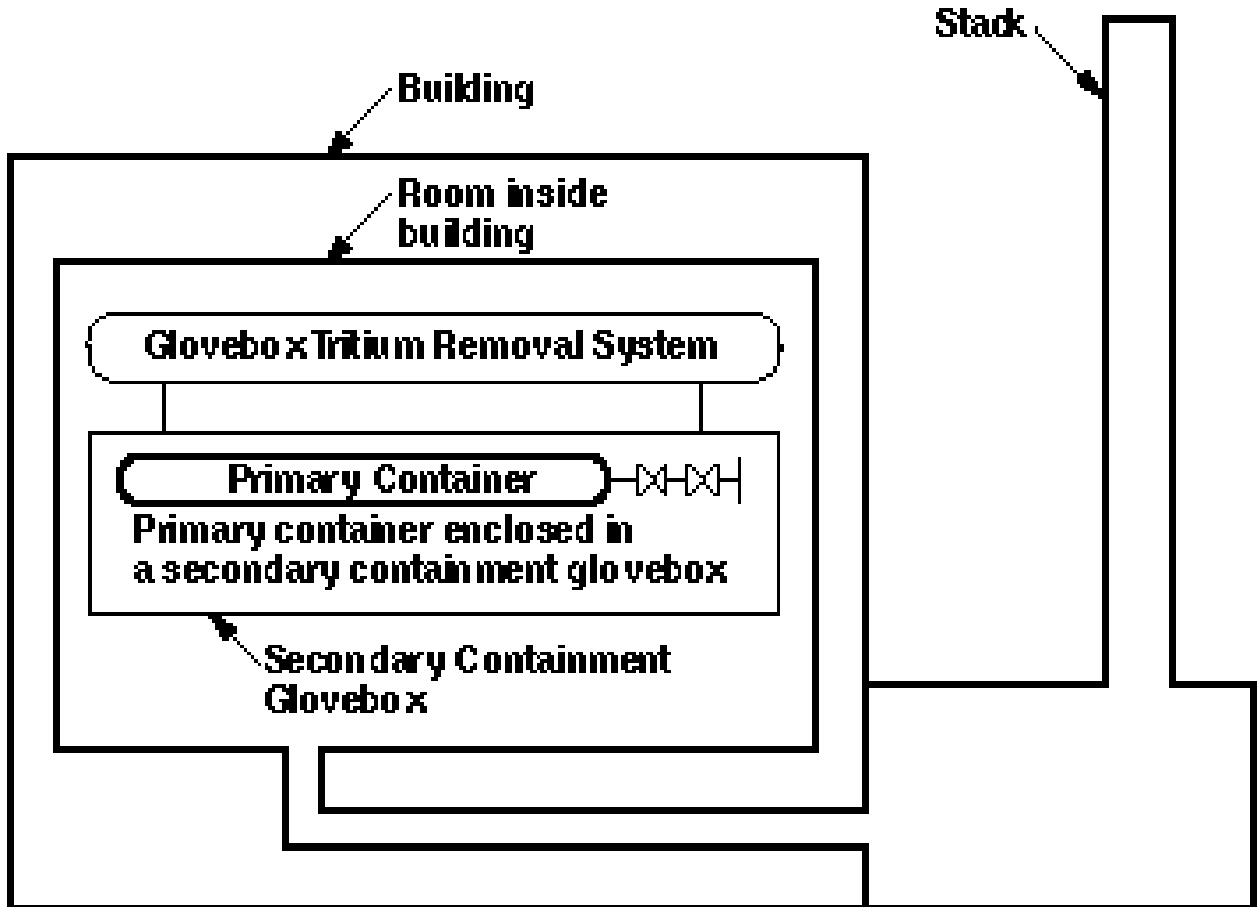 Stack
Building
Room inside
building
Glovebox Tritium Removal System
Primary Container
Primary container enclosed in
a secondary containment glovebox
Secondary Containment
Glovebox